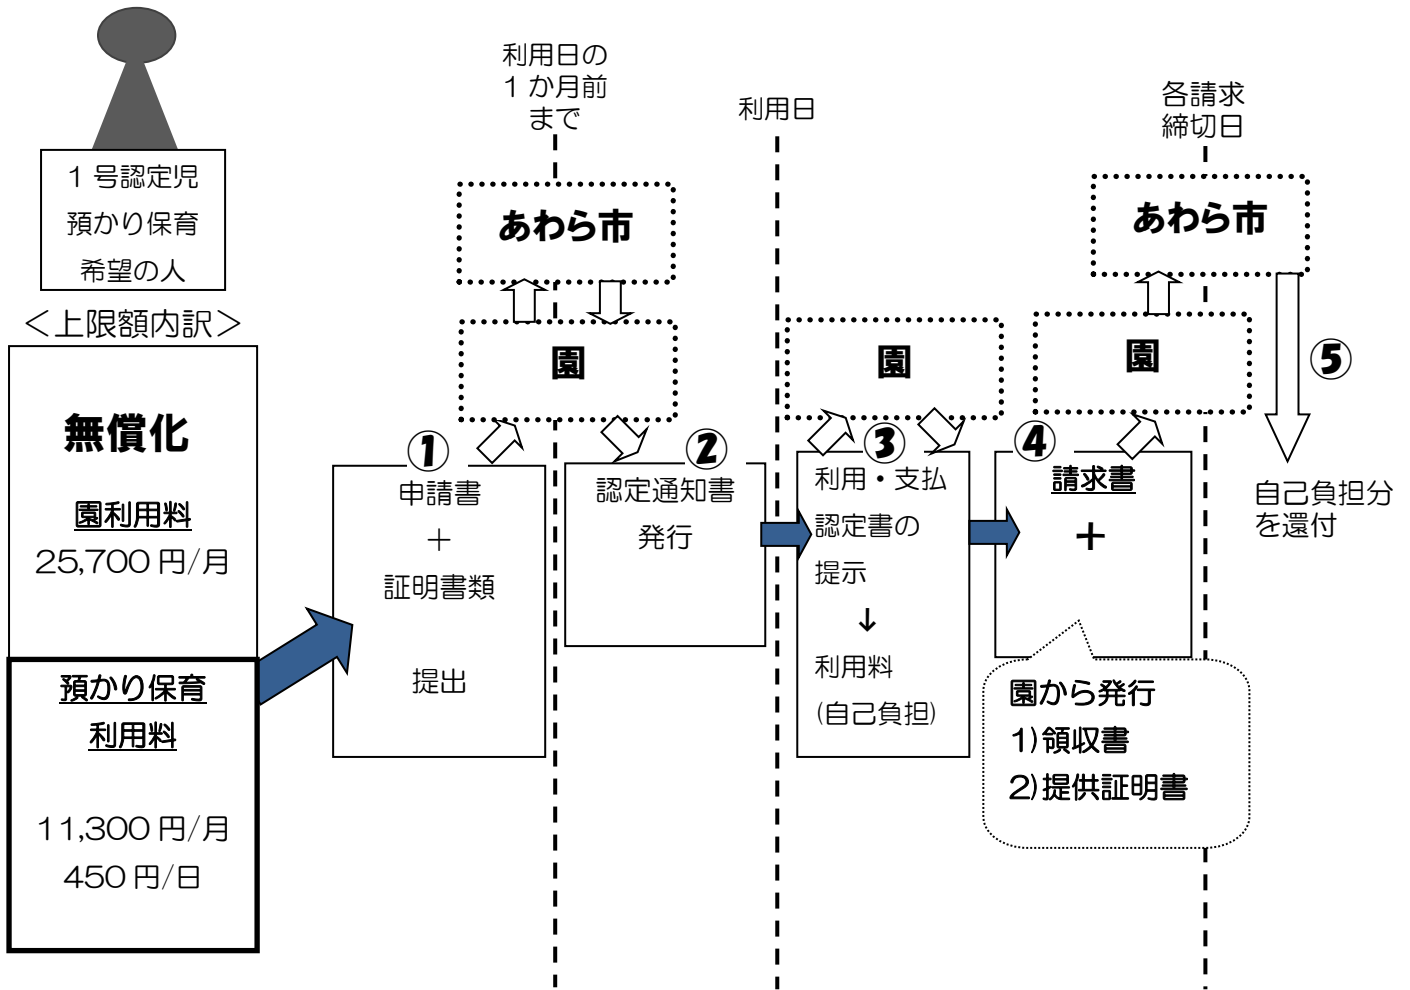 1 号認定児
預かり保育
希望の人
＜上限額内訳＞
無償化
園利用料
25,700 円/月
預かり保育
利用料
11,300 円/月
450 円/日
利用日の
1 か月前
まで
あわら市
園
①
申請書
＋
証明書類
提出
②
認定通知書
発行
利用日
園
③
利用・支払
認定書の
提示
↓
利用料
(自己負担)
各請求
締切日
あわら市
園
④
請求書
＋
園から発行
1)領収書
2)提供証明書
⑤
自己負担分
を還付